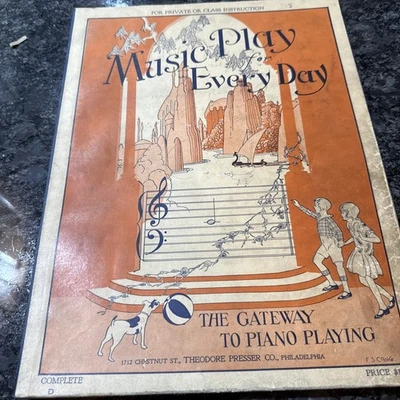 FOR PRIVATE OR CLASS INSTRUCTION
Music Play
for
Every Day
THE GATEWAY
TO PIANO PLAYING
1712 CHESTNUT ST., THEODORE PRESSER CO., PHILADELPHIA
COMPLETE
D
PRICE